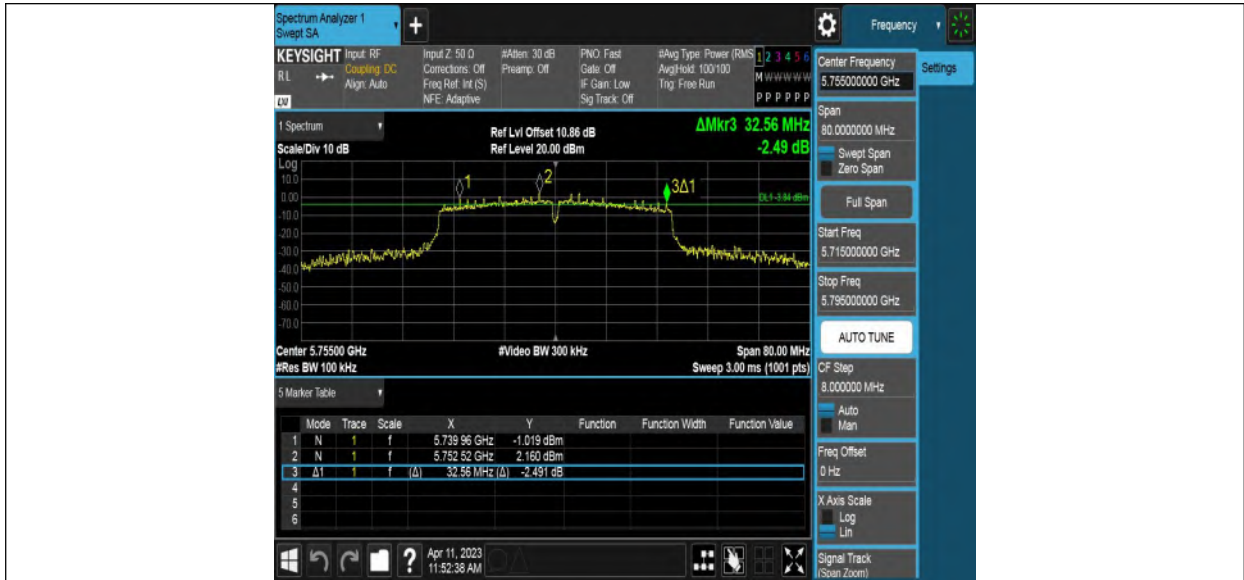 Spectrum Analyzer 1
Swept SA
+
Frequency
KEYSIGHT
RL
LXI
Input: RF
Coupling: DC
Align: Auto
Input Z: 50 Ω
Corrections: Off
Freq Ref: Int (S)
NFE: Adaptive
#Atten: 30 dB
Preamp: Off
PNO: Fast
Gate: Off
IF Gain: Low
Sig Track: Off
#Avg Type: Power (RMS
Avg|Hold: 100/100
Trig: Free Run
1 2 3 4 5 6
M W W W W W
P P P P P P
1 Spectrum
Scale/Div 10 dB
Ref Lvl Offset 10.86 dB
Ref Level 20.00 dBm
ΔMkr3 32.56 MHz
-2.49 dB
Log
10.0
0.00
-10.0
-20.0
-30.0
-40.0
-50.0
-60.0
-70.0
1
2
3Δ1
DL1 -3.84 dBm
Center 5.75500 GHz
#Video BW 300 kHz
Span 80.00 MHz
#Res BW 100 kHz
Sweep 3.00 ms (1001 pts)
5 Marker Table
Mode Trace Scale X Y Function Function Width Function Value
1 N 1 f 5.739 96 GHz -1.019 dBm
2 N 1 f 5.752 52 GHz 2.160 dBm
3 Δ1 1 f (Δ) 32.56 MHz (Δ) -2.491 dB
4
5
6
?
Apr 11, 2023
11:52:38 AM
Center Frequency
5.755000000 GHz
Settings
Span
80.0000000 MHz
Swept Span
Zero Span
Full Span
Start Freq
5.715000000 GHz
Stop Freq
5.795000000 GHz
AUTO TUNE
CF Step
8.000000 MHz
Auto
Man
Freq Offset
0 Hz
X Axis Scale
Log
Lin
Signal Track
(Span Zoom)